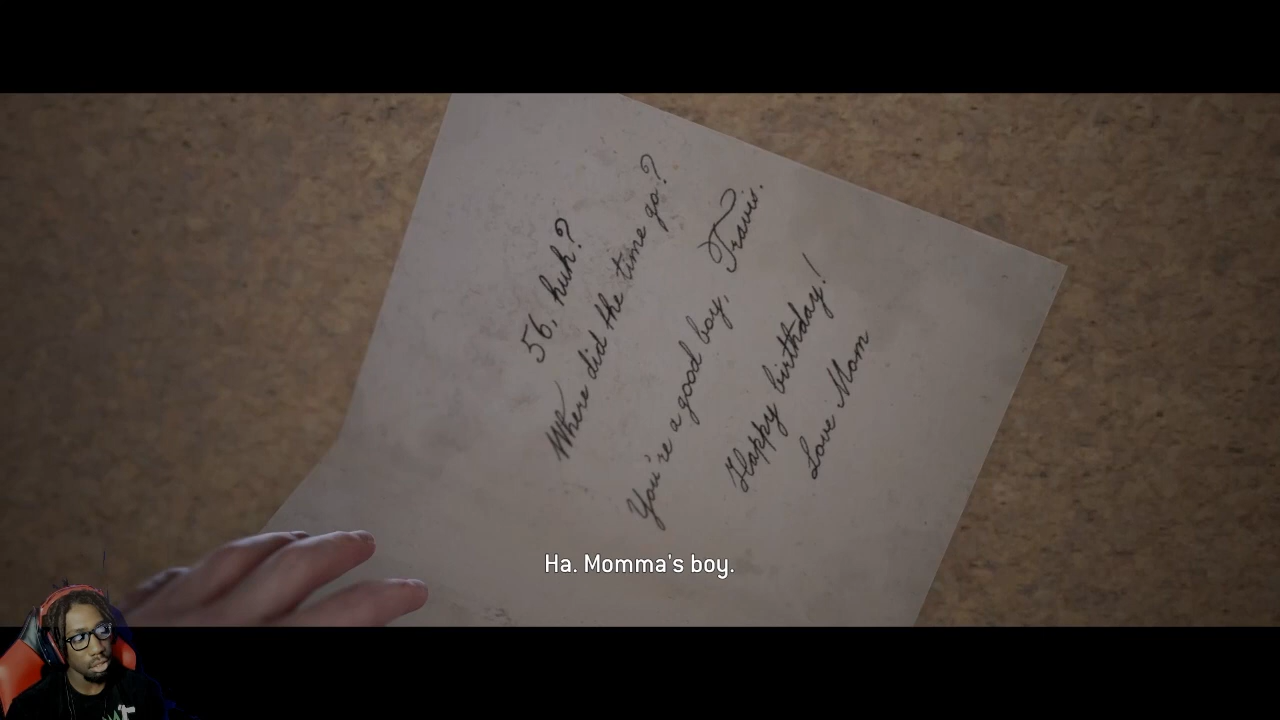 56, huh?
Where did the time go?
You're a good boy, Travis.
Happy birthday!
Love Mom
Ha. Momma's boy.